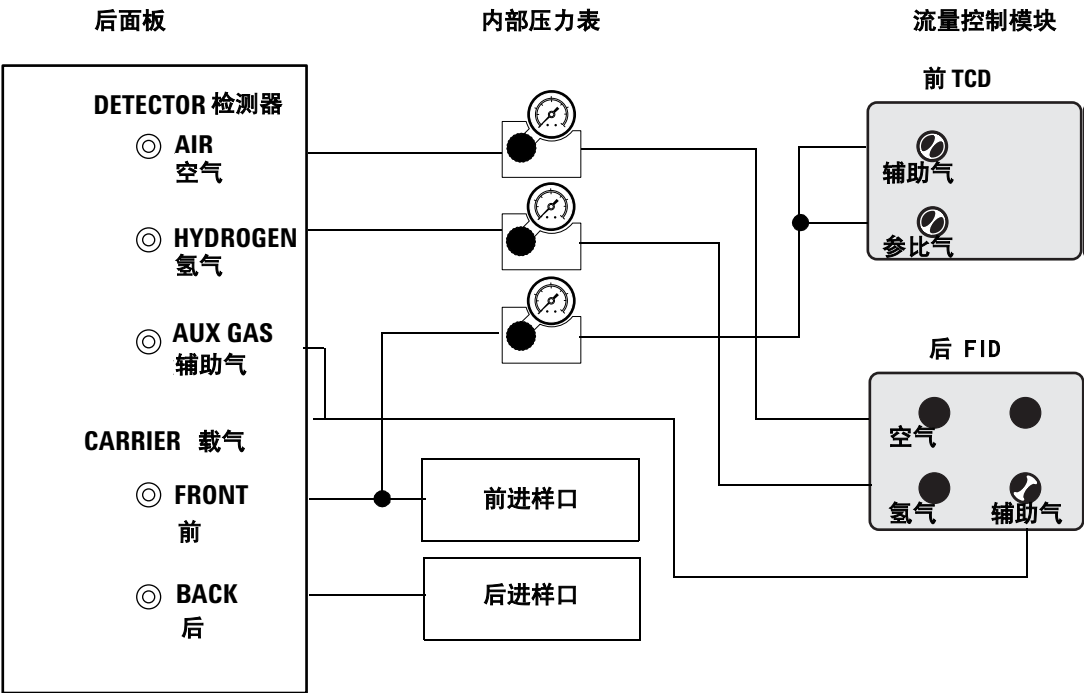 后面板
内部压力表
流量控制模块
DETECTOR 检测器
AIR
空气
HYDROGEN
氢气
AUX GAS
辅助气
CARRIER 载气
FRONT
前
BACK
后
前进样口
后进样口
前 TCD
辅助气
参比气
后 FID
空气
氢气
辅助气